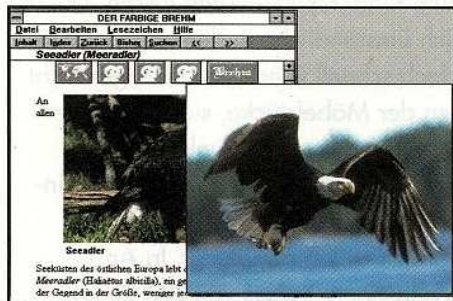 DER FARBIGE BREHM
Datei Bearbeiten Lesezeichen Hilfe
Inhalt Index Zurück Bisher Suchen << >>
Seeadler (Meeradler)
Brehm
An
allen
Seeadler
Seeküsten des östlichen Europa lebt
Meeradler (Haliaëtus albicilla), ein
der Gegend in der Größe, weniger